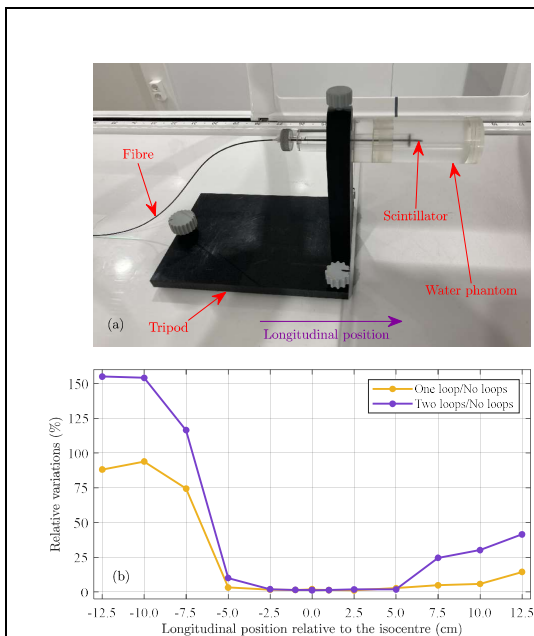 Fibre
Scintillator
Water phantom
(a)
Tripod
Longitudinal position
Relative variations (%)
150
125
100
75
50
25
0
One loop/No loops
Two loops/No loops
(b)
-12.5 -10.0 -7.5 -5.0 -2.5 0.0 2.5 5.0 7.5 10.0 12.5
Longitudinal position relative to the isocentre (cm)